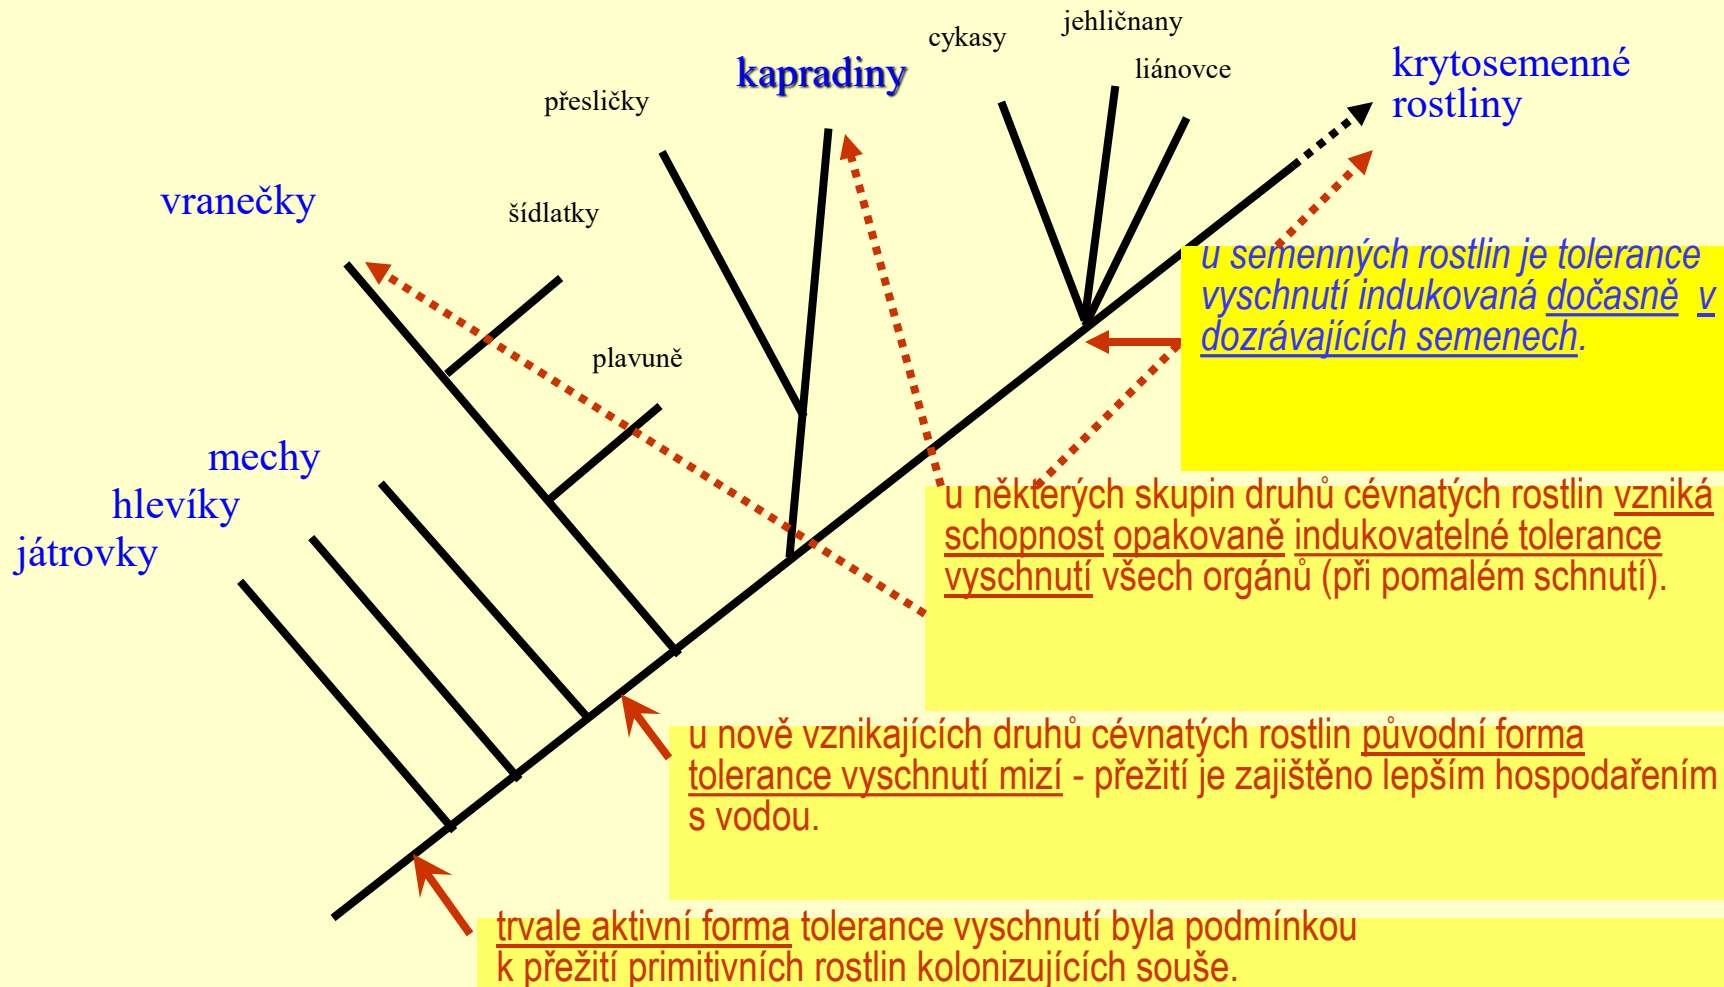 cykasy
jehličnany
liánovce
kapradiny
krytosemenné
rostliny
přesličky
vranečky
šídlatky
plavuně
mechy
hlevíky
játrovky
u semenných rostlin je tolerance
vyschnutí indukovaná dočasně v
dozrávajících semenech.
u některých skupin druhů cévnatých rostlin vzniká
schopnost opakovaně indukovatelné tolerance
vyschnutí všech orgánů (při pomalém schnutí).
u nově vznikajících druhů cévnatých rostlin původní forma
tolerance vyschnutí mizí - přežití je zajištěno lepším hospodařením
s vodou.
trvale aktivní forma tolerance vyschnutí byla podmínkou
k přežití primitivních rostlin kolonizujících souše.